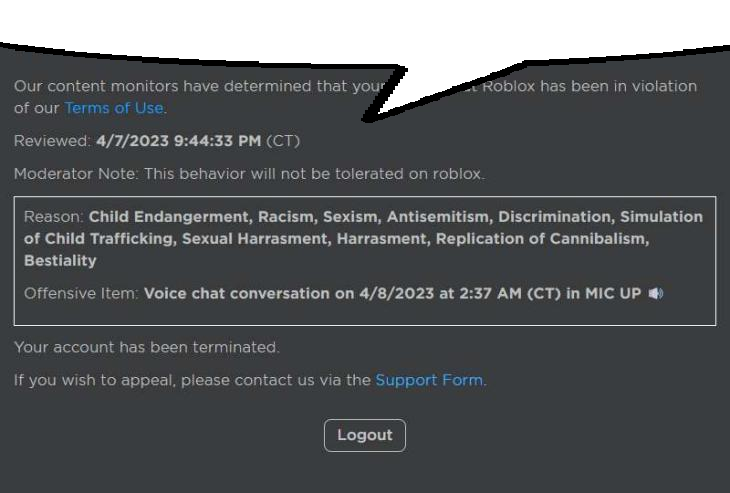 Our content monitors have determined that your Roblox has been in violation
of our Terms of Use.
Reviewed: 4/7/2023 9:44:33 PM (CT)
Moderator Note: This behavior will not be tolerated on roblox.
Reason: Child Endangerment, Racism, Sexism, Antisemitism, Discrimination, Simulation
of Child Trafficking, Sexual Harrasment, Harrasment, Replication of Cannibalism,
Bestiality
Offensive Item: Voice chat conversation on 4/8/2023 at 2:37 AM (CT) in MIC UP
Your account has been terminated.
If you wish to appeal, please contact us via the Support Form.
Logout